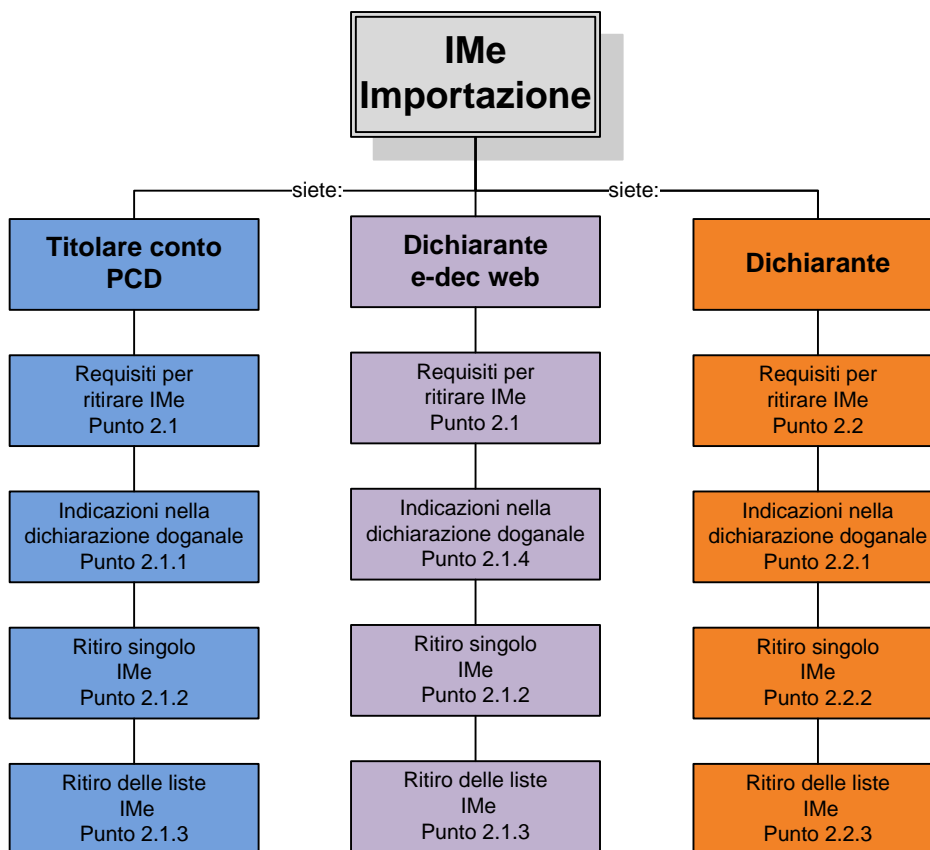 IMe
Importazione
siete:
siete:
Titolare conto
PCD
Requisiti per
ritirare IMe
Punto 2.1
Indicazioni nella
dichiarazione doganale
Punto 2.1.1
Ritiro singolo
IMe
Punto 2.1.2
Ritiro delle liste
IMe
Punto 2.1.3
Dichiarante
e-dec web
Requisiti per
ritirare IMe
Punto 2.1
Indicazioni nella
dichiarazione doganale
Punto 2.1.4
Ritiro singolo
IMe
Punto 2.1.2
Ritiro delle liste
IMe
Punto 2.1.3
Dichiarante
Requisiti per
ritirare IMe
Punto 2.2
Indicazioni nella
dichiarazione doganale
Punto 2.2.1
Ritiro singolo
IMe
Punto 2.2.2
Ritiro delle liste
IMe
Punto 2.2.3